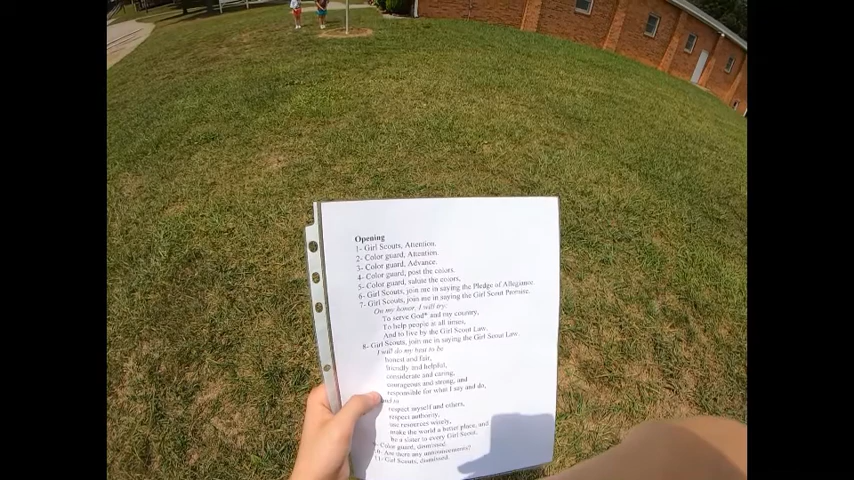 Opening
1- Girl Scouts, Attention.
2- Color guard, Attention.
3- Color guard, Advance.
4- Color guard, post the colors.
5- Color guard, salute the colors,
6- Girl Scouts, join me in saying the Pledge of Allegiance.
7- Girl Scouts, join me in saying the Girl Scout Promise.
On my honor, I will try:
To serve God* and my country,
To help people at all times,
And to live by the Girl Scout Law.
8- Girl Scouts, join me in saying the Girl Scout Law.
I will do my best to be
honest and fair,
friendly and helpful,
considerate and caring,
courageous and strong, and
responsible for what I say and do,
and to
respect myself and others,
respect authority,
use resources wisely,
make the world a better place, and
be a sister to every Girl Scout.
9- Color guard, dismissed.
10- Are there any announcements?
11- Girl Scouts, dismissed.